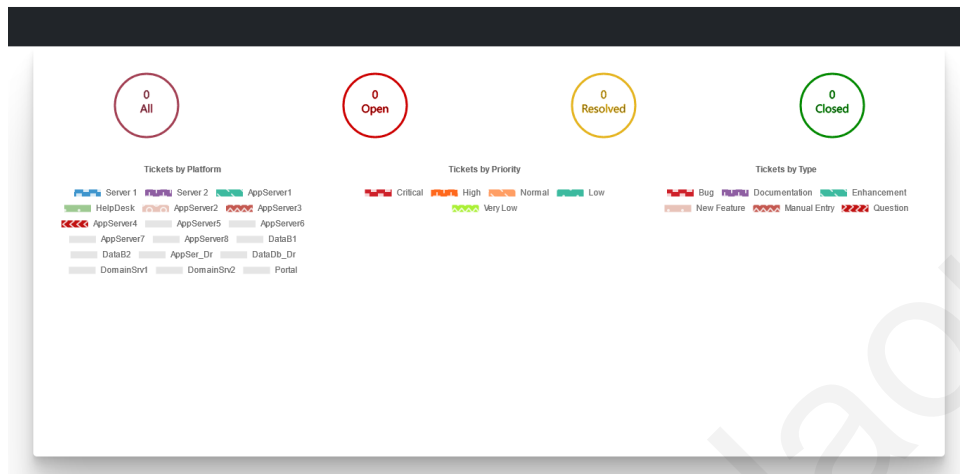 0
All
0
Open
0
Resolved
0
Closed
Tickets by Platform
Server 1 Server 2 AppServer1
HelpDesk AppServer2 AppServer3
AppServer4 AppServer5 AppServer6
AppServer7 AppServer8 DataB1
DataB2 AppSer_Dr DataDb_Dr
DomainSrv1 DomainSrv2 Portal
Tickets by Priority
Critical High Normal Low
Very Low
Tickets by Type
Bug Documentation Enhancement
New Feature Manual Entry Question